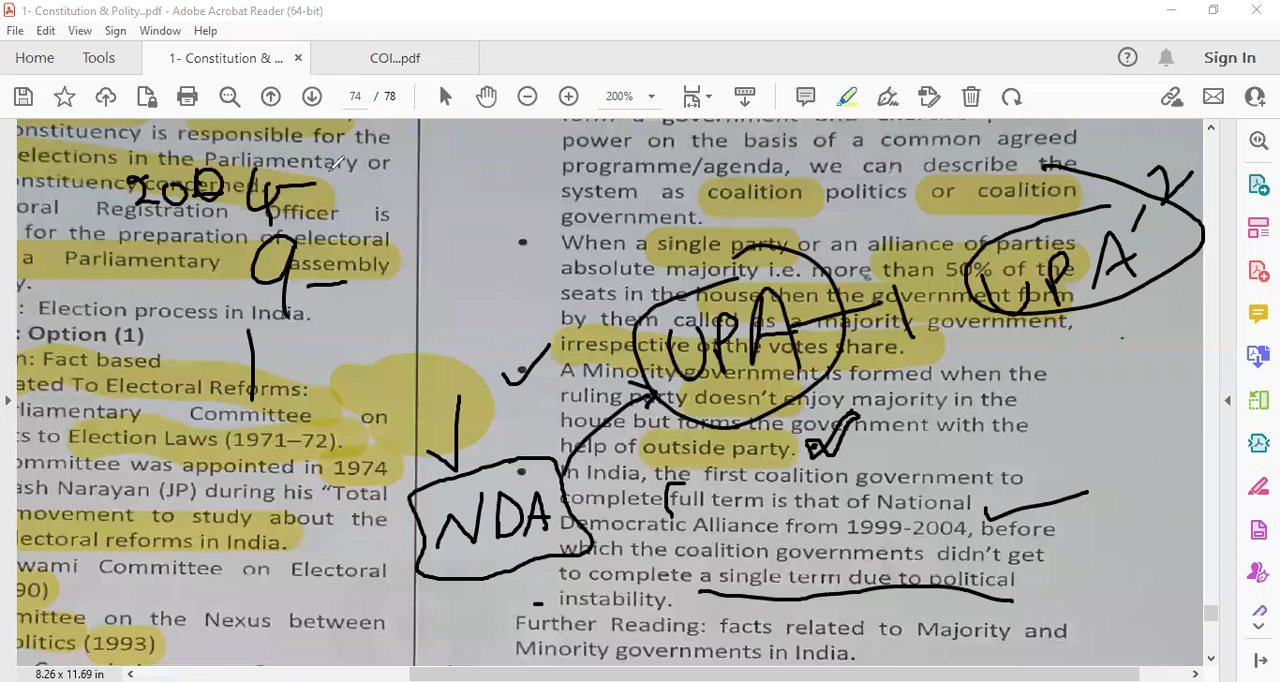 1- Constitution & Polity..pdf - Adobe Acrobat Reader (64-bit)
File Edit View Sign Window Help
Home Tools 1- Constitution & ... × COI...pdf Sign In
74 / 78 200%
onstituency is responsible for the
elections in the Parliamentary or
onstituency concerned.
2004
oral Registration Officer is
for the preparation of electoral
a Parliamentary assembly
9
y.
: Election process in India.
: Option (1)
n: Fact based
ated To Electoral Reforms:
rliamentary Committee on
ts to Election Laws (1971–72).
ommittee was appointed in 1974
ash Narayan (JP) during his “Total
movement to study about the
lectoral reforms in India.
wami Committee on Electoral
90)
mittee on the Nexus between
olitics (1993)
power on the basis of a common agreed
programme/agenda, we can describe the
system as coalition politics or coalition
government.
• When a single party or an alliance of parties
absolute majority i.e. more than 50% of the
seats in the house then the government form
by them called as a majority government,
irrespective of the votes share.
• A Minority government is formed when the
ruling party doesn’t enjoy majority in the
house but forms the government with the
help of outside party.
• In India, the first coalition government to
complete full term is that of National
Democratic Alliance from 1999-2004, before
which the coalition governments didn’t get
to complete a single term due to political
instability.
Further Reading: facts related to Majority and
Minority governments in India.
UPA-1
UPA
NDA
8.26 x 11.69 in